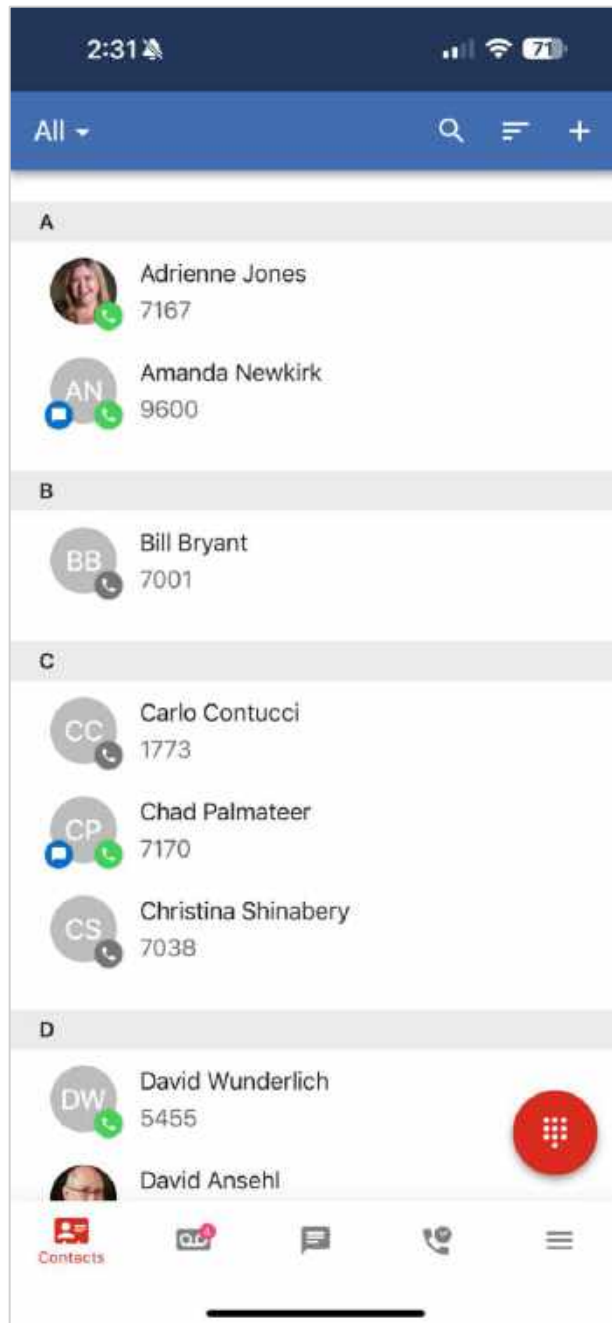 2:31
71
All
A
Adrienne Jones
7167
AN
Amanda Newkirk
9600
B
BB
Bill Bryant
7001
C
CC
Carlo Contucci
1773
CP
Chad Palmateer
7170
CS
Christina Shinabery
7038
D
DW
David Wunderlich
5455
David Ansehl
4
Contacts